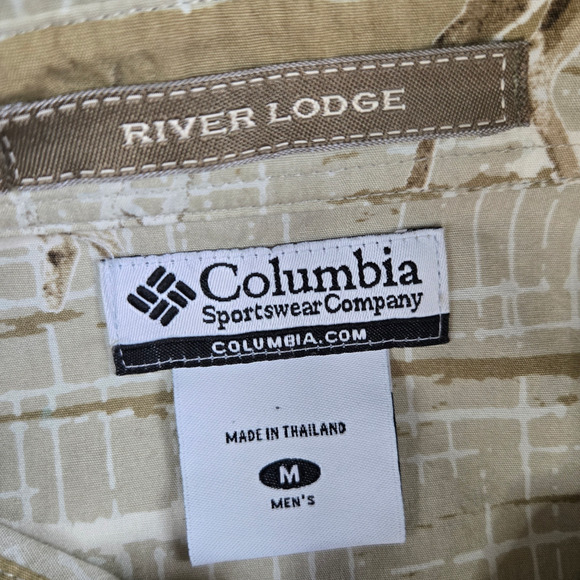 RIVER LODGE
Columbia
Sportswear Company
COLUMBIA.COM
MADE IN THAILAND
M
MEN'S